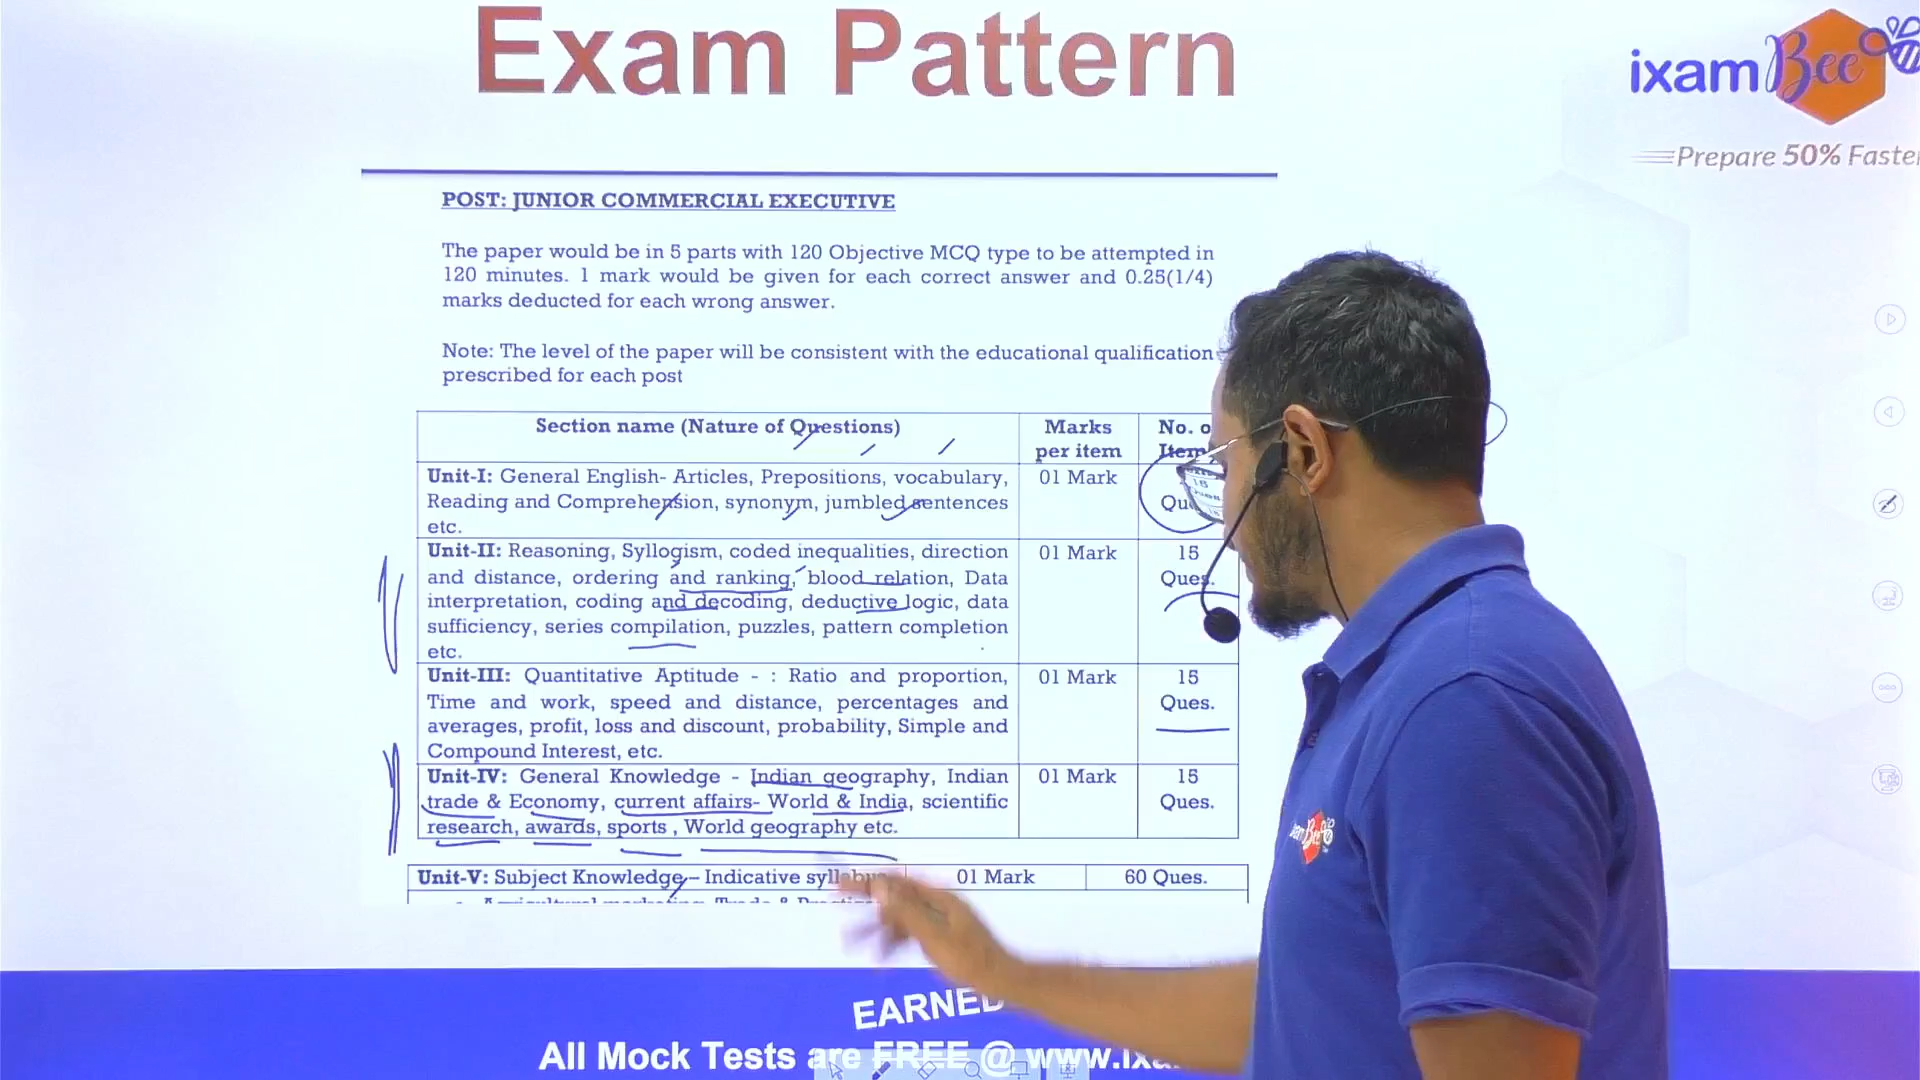 Exam Pattern
ixamBee
Prepare 50% Faster
POST: JUNIOR COMMERCIAL EXECUTIVE
The paper would be in 5 parts with 120 Objective MCQ type to be attempted in
120 minutes. 1 mark would be given for each correct answer and 0.25(1/4)
marks deducted for each wrong answer.
Note: The level of the paper will be consistent with the educational qualification
prescribed for each post
Section name (Nature of Questions) Marks No. o
per item Item
Unit-I: General English- Articles, Prepositions, vocabulary, 01 Mark
Reading and Comprehension, synonym, jumbled sentences
etc.
Unit-II: Reasoning, Syllogism, coded inequalities, direction 01 Mark 15
and distance, ordering and ranking, blood relation, Data Ques.
interpretation, coding and decoding, deductive logic, data
sufficiency, series compilation, puzzles, pattern completion
etc.
Unit-III: Quantitative Aptitude - : Ratio and proportion, 01 Mark 15
Time and work, speed and distance, percentages and Ques.
averages, profit, loss and discount, probability, Simple and
Compound Interest, etc.
Unit-IV: General Knowledge - Indian geography, Indian 01 Mark 15
trade & Economy, current affairs- World & India, scientific Ques.
research, awards, sports , World geography etc.
Unit-V: Subject Knowledge – Indicative syllabus 01 Mark 60 Ques.
ixamBee
EARNED
All Mock Tests are FREE @ www.ixa